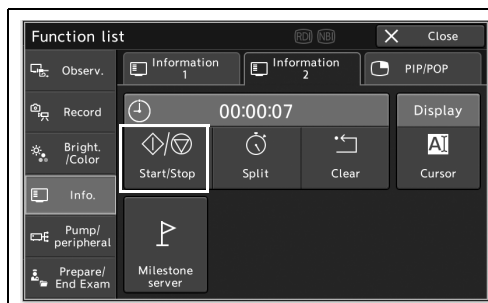 Function list
RDI NBI
Close
Observ.
Information
1
Information
2
PIP/POP
Record
00:00:07
Display
Bright.
/Color
Start/Stop
Split
Clear
A
Cursor
Info.
Pump/
peripheral
Prepare/
End Exam
Milestone
server